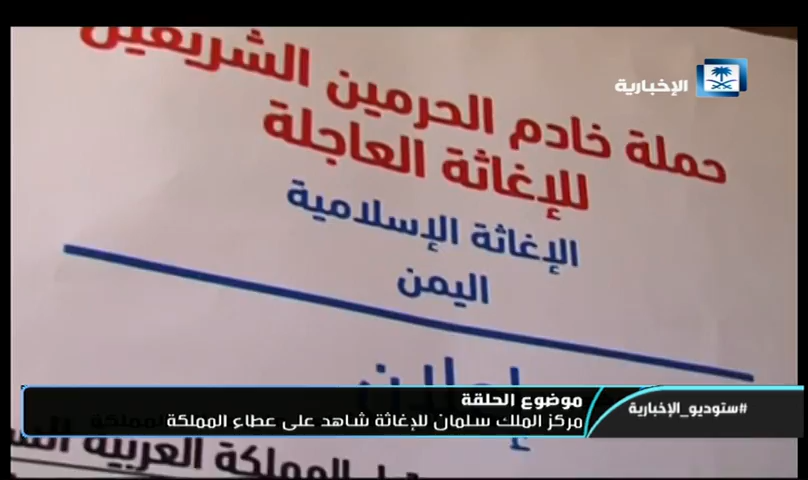 الإخبارية
حملة خادم الحرمين الشريفين
للإغاثة العاجلة
الإغاثة الإسلامية
اليمن
إعلان
المملكة العربية
موضوع الحلقة
مركز الملك سلمان للإغاثة شاهد على عطاء المملكة
#ستوديو_الإخبارية